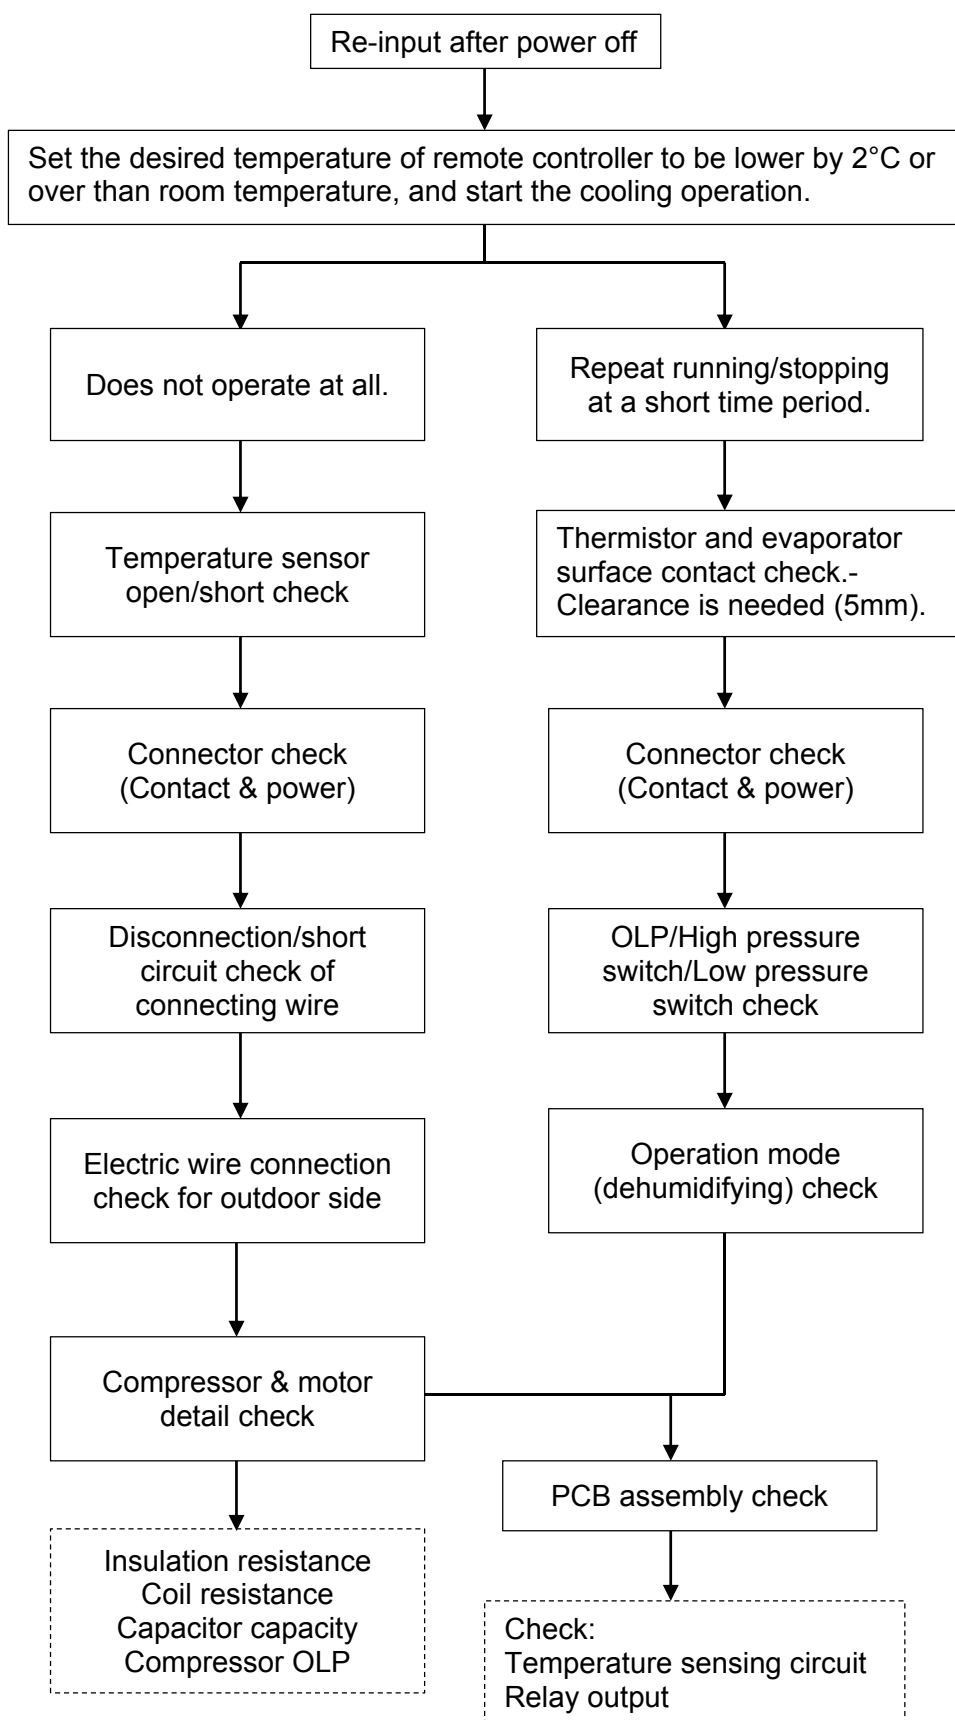 Re-input after power off
Set the desired temperature of remote controller to be lower by 2°C or
over than room temperature, and start the cooling operation.
Does not operate at all.
Repeat running/stopping
at a short time period.
Temperature sensor
open/short check
Thermistor and evaporator
surface contact check.-
Clearance is needed (5mm).
Connector check
(Contact & power)
Connector check
(Contact & power)
Disconnection/short
circuit check of
connecting wire
OLP/High pressure
switch/Low pressure
switch check
Electric wire connection
check for outdoor side
Operation mode
(dehumidifying) check
Compressor & motor
detail check
PCB assembly check
Insulation resistance
Coil resistance
Capacitor capacity
Compressor OLP
Check:
Temperature sensing circuit
Relay output